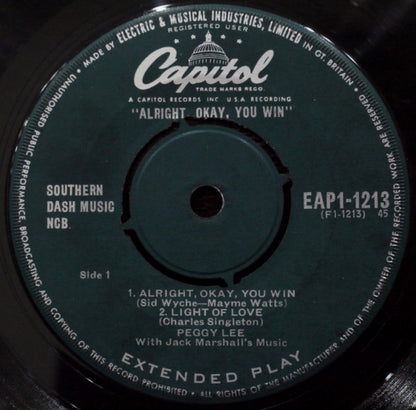 MADE BY ELECTRIC & MUSICAL INDUSTRIES, LIMITED IN GT. BRITAIN • ALL RIGHTS OF THE MANUFACTURER AND OF THE OWNER OF THE RECORDED WORK ARE RESERVED • UNAUTHORISED PUBLIC PERFORMANCE, BROADCASTING AND COPYING OF THIS RECORD PROHIBITED •
REGISTERED USER
Capitol
TRADE MARKS REGD.
A CAPITOL RECORDS INC. U.S.A. RECORDING
"ALRIGHT, OKAY, YOU WIN"
SOUTHERN
DASH MUSIC
NCB.
EAP1-1213
(F1-1213) 45
Side 1
1. ALRIGHT, OKAY, YOU WIN
(Sid Wyche—Mayme Watts)
2. LIGHT OF LOVE
(Charles Singleton)
PEGGY LEE
With Jack Marshall's Music
EXTENDED PLAY